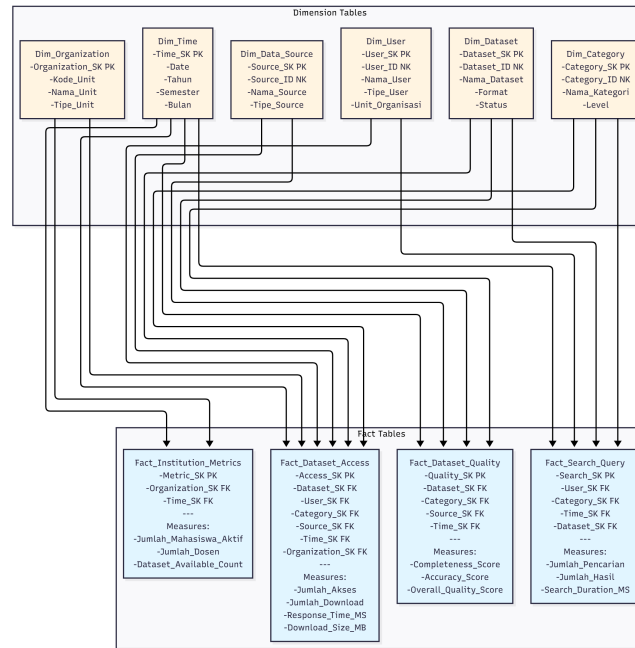 Dimension Tables
Dim_Organization
-Organization_SK PK
-Kode_Unit
-Nama_Unit
-Tipe_Unit
Dim_Time
-Time_SK PK
-Date
-Tahun
-Semester
-Bulan
Dim_Data_Source
-Source_SK PK
-Source_ID NK
-Nama_Source
-Tipe_Source
Dim_User
-User_SK PK
-User_ID NK
-Nama_User
-Tipe_User
-Unit_Organisasi
Dim_Dataset
-Dataset_SK PK
-Dataset_ID NK
-Nama_Dataset
-Format
-Status
Dim_Category
-Category_SK PK
-Category_ID NK
-Nama_Kategori
-Level
Fact Tables
Fact_Institution_Metrics
-Metric_SK PK
-Organization_SK FK
-Time_SK FK
---
Measures:
-Jumlah_Mahasiswa_Aktif
-Jumlah_Dosen
-Dataset_Available_Count
Fact_Dataset_Access
-Access_SK PK
-Dataset_SK FK
-User_SK FK
-Category_SK FK
-Source_SK FK
-Time_SK FK
-Organization_SK FK
---
Measures:
-Jumlah_Akses
-Jumlah_Download
-Response_Time_MS
-Download_Size_MB
Fact_Dataset_Quality
-Quality_SK PK
-Dataset_SK FK
-Category_SK FK
-Source_SK FK
-Time_SK FK
---
Measures:
-Completeness_Score
-Accuracy_Score
-Overall_Quality_Score
Fact_Search_Query
-Search_SK PK
-User_SK FK
-Category_SK FK
-Time_SK FK
-Dataset_SK FK
---
Measures:
-Jumlah_Pencarian
-Jumlah_Hasil
-Search_Duration_MS